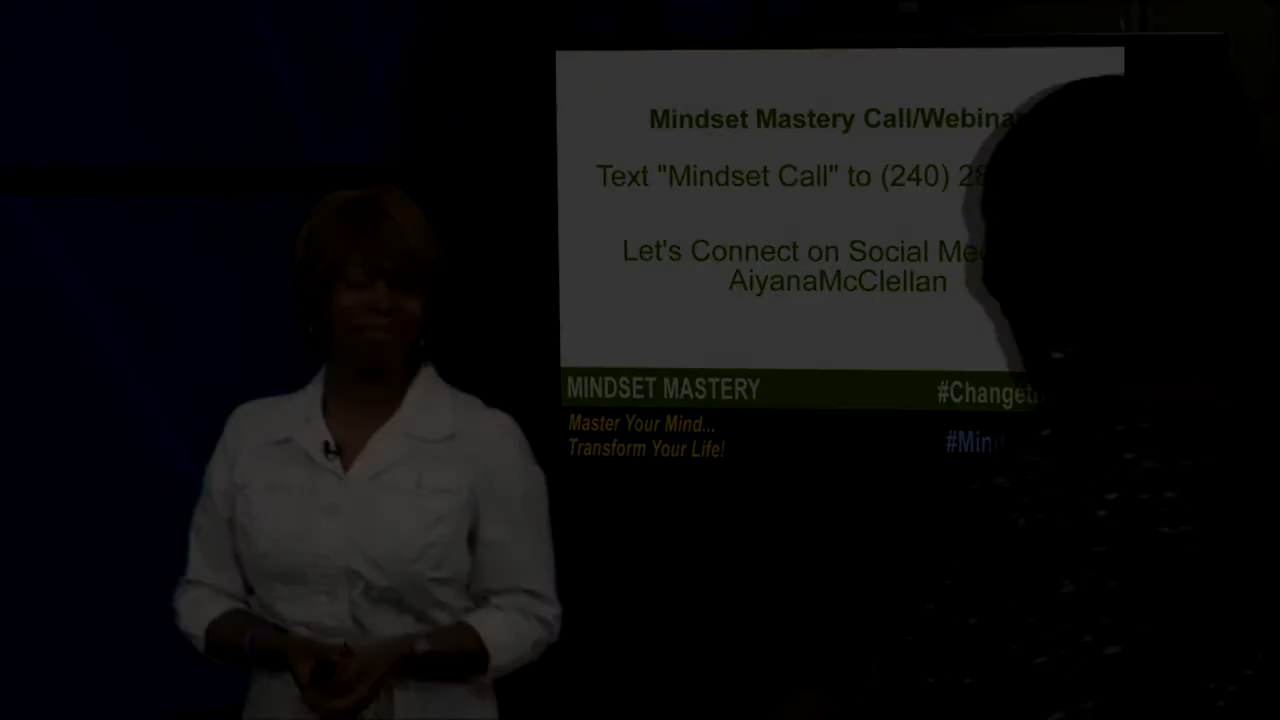 Mindset Mastery Call/Webina
Text "Mindset Call" to (240) 28
Let's Connect on Social Me
AiyanaMcClellan
MINDSET MASTERY
#Changeth
Master Your Mind...
Transform Your Life!
#Mind